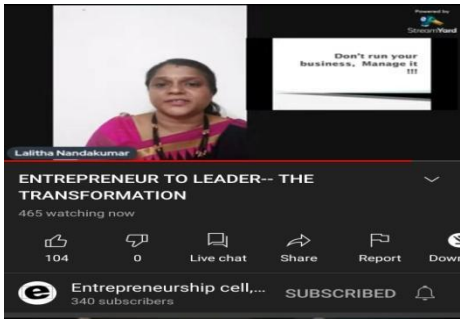 Powered by
StreamYard
Don't run your
business, Manage it
!!!
Lalitha Nandakumar
ENTREPRENEUR TO LEADER-- THE
TRANSFORMATION
465 watching now
104
0
Live chat
Share
Report
Down
Entrepreneurship cell,...
340 subscribers
SUBSCRIBED